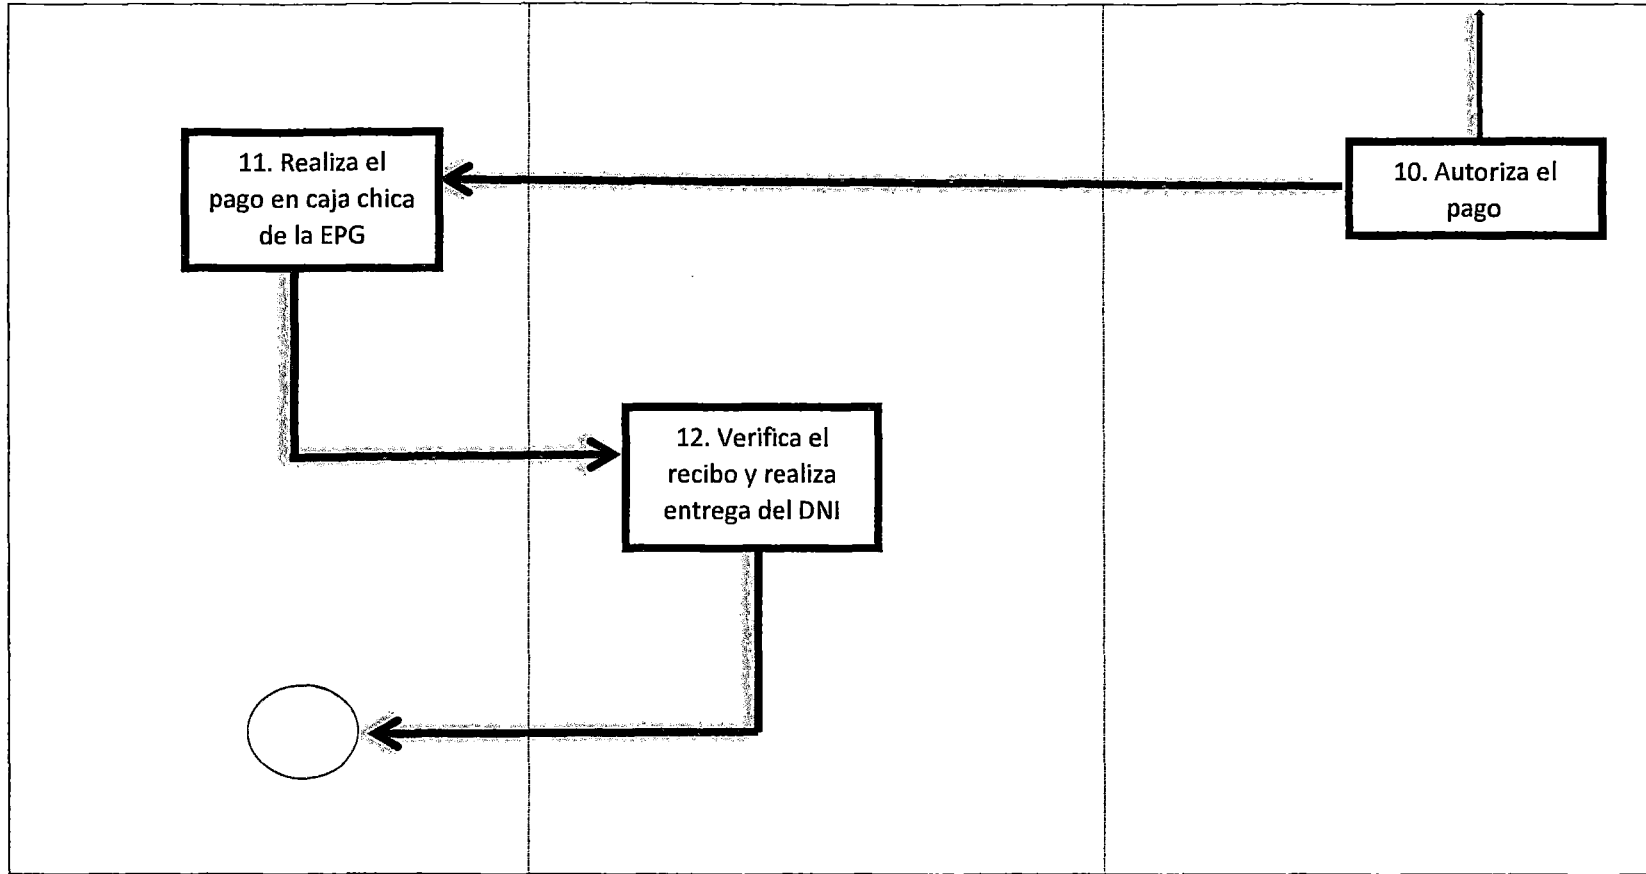 11. Realiza el
pago en caja chica
de la EPG
10. Autoriza el
pago
12. Verifica el
recibo y realiza
entrega del DNI